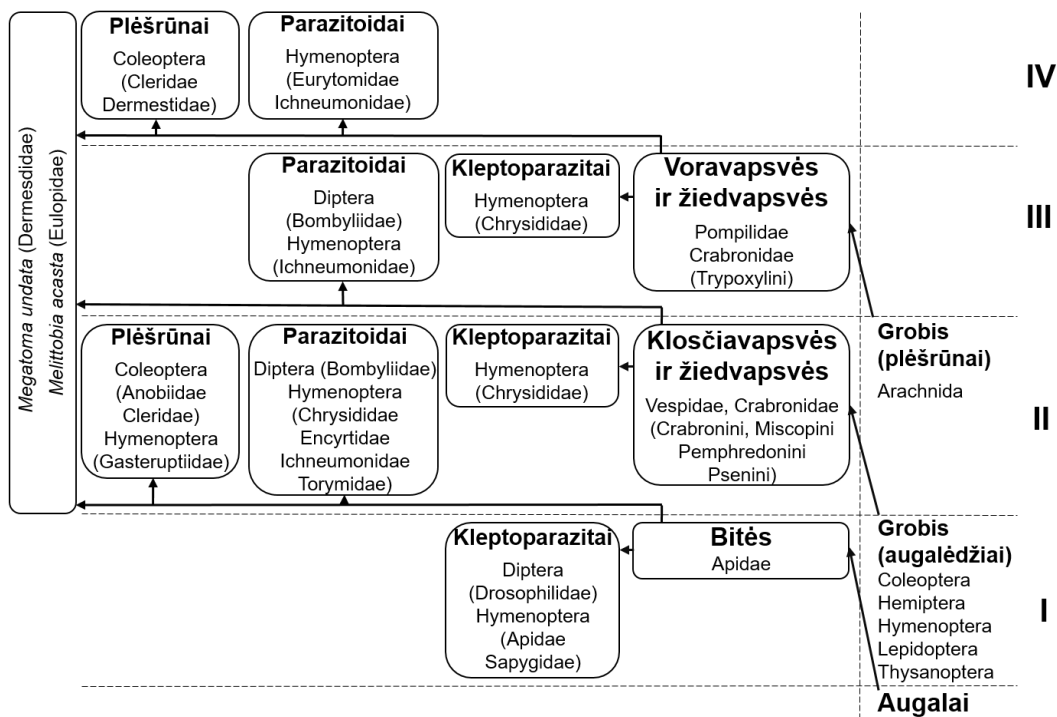 Megatoma undata (Dermesdidae)
Melittobia acasta (Eulopidae)
Plėšrūnai
Coleoptera
(Cleridae
Dermestidae)
Parazitoidai
Hymenoptera
(Eurytomidae
Ichneumonidae)
IV
Parazitoidai
Diptera
(Bombyliidae)
Hymenoptera
(Ichneumonidae)
Kleptoparazitai
Hymenoptera
(Chrysididae)
Voravapsvės
ir žiedvapsvės
Pompilidae
Crabronidae
(Trypoxylini)
III
Grobis
(plėšrūnai)
Arachnida
Plėšrūnai
Coleoptera
(Anobiidae
Cleridae)
Hymenoptera
(Gasteruptiidae)
Parazitoidai
Diptera (Bombyliidae)
Hymenoptera
(Chrysididae
Encyrtidae
Ichneumonidae
Torymidae)
Kleptoparazitai
Hymenoptera
(Chrysididae)
Klosčiavapsvės
ir žiedvapsvės
Vespidae, Crabronidae
(Crabronini, Miscopini
Pemphredonini
Psenini)
II
Grobis
(augalėdžiai)
Coleoptera
Hemiptera
Hymenoptera
Lepidoptera
Thysanoptera
Kleptoparazitai
Diptera
(Drosophilidae)
Hymenoptera
(Apidae
Sapygidae)
Bitės
Apidae
I
Augalai